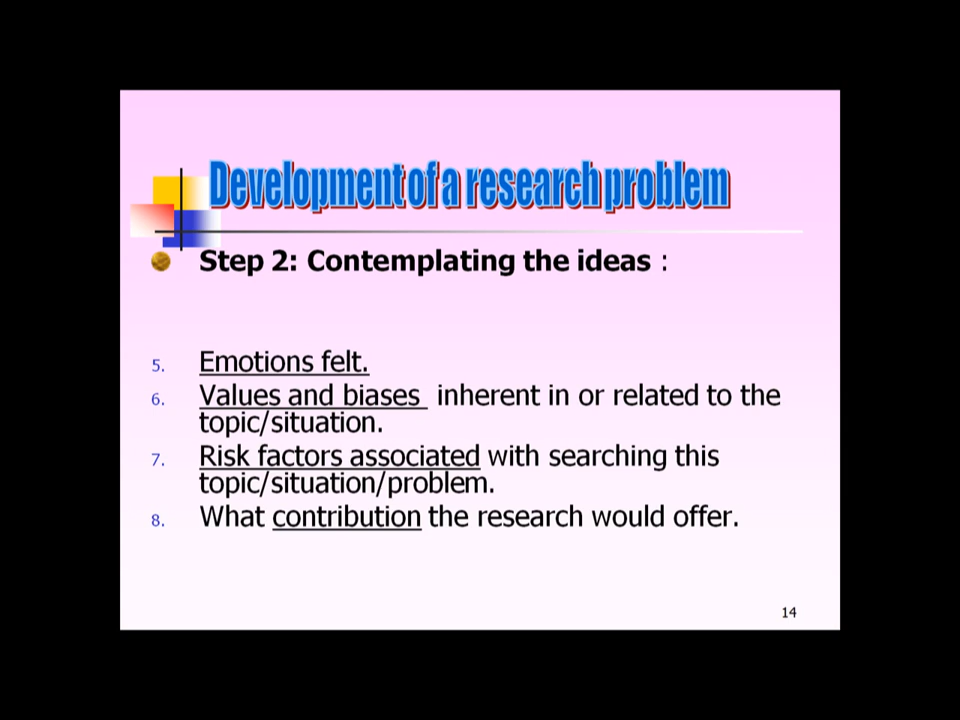 Development of a research problem
Step 2: Contemplating the ideas :
5. Emotions felt.
6. Values and biases inherent in or related to the
topic/situation.
7. Risk factors associated with searching this
topic/situation/problem.
8. What contribution the research would offer.
14